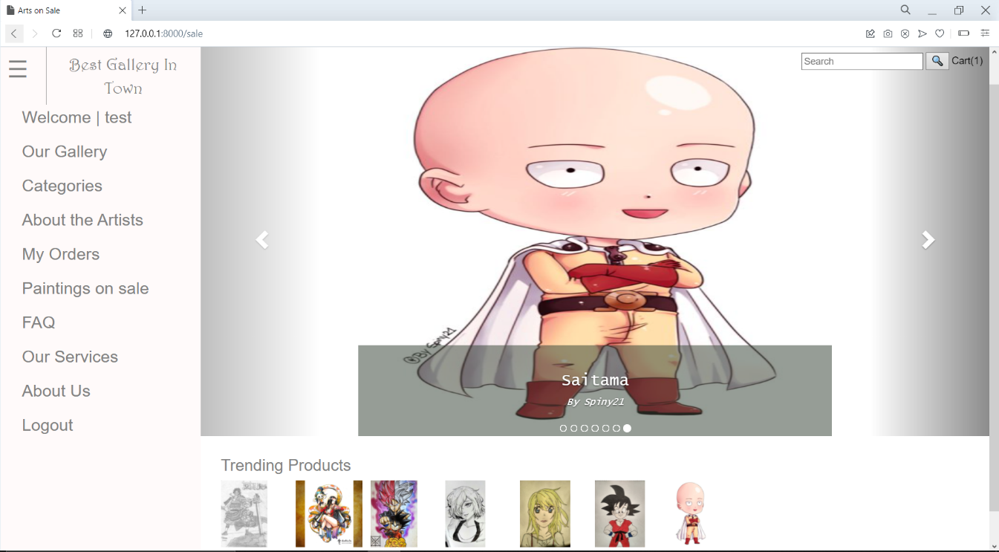 Arts on Sale
127.0.0.1:8000/sale
Best Gallery In
Town
Search
Cart(1)
Welcome | test
Our Gallery
Categories
About the Artists
My Orders
Paintings on sale
FAQ
Our Services
About Us
Logout
@By Spiny21
Saitama
By Spiny21
Trending Products